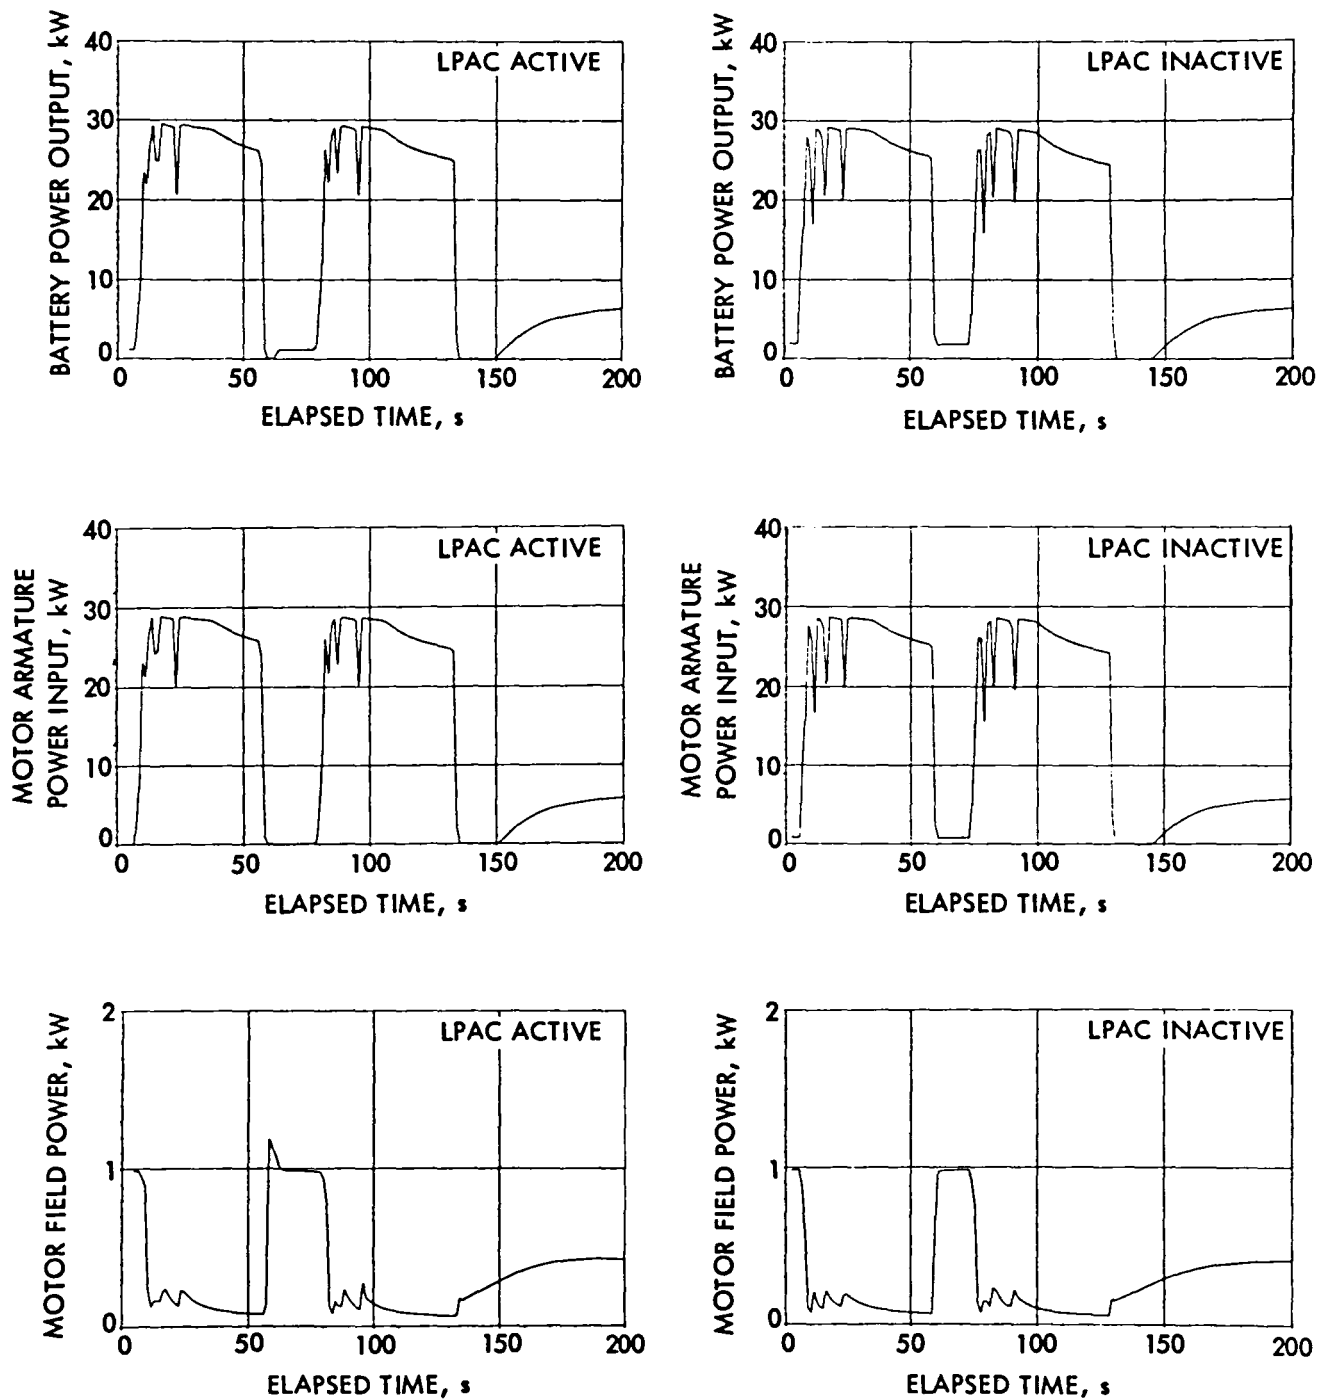 BATTERY POWER OUTPUT, kW
40
30
20
10
0
LPAC ACTIVE
0 50 100 150 200
ELAPSED TIME, s
BATTERY POWER OUTPUT, kW
40
30
20
10
0
LPAC INACTIVE
0 50 100 150 200
ELAPSED TIME, s
MOTOR ARMATURE
POWER INPUT, kW
40
30
20
10
0
LPAC ACTIVE
0 50 100 150 200
ELAPSED TIME, s
MOTOR ARMATURE
POWER INPUT, kW
40
30
20
10
0
LPAC INACTIVE
0 50 100 150 200
ELAPSED TIME, s
MOTOR FIELD POWER, kW
2
1
0
LPAC ACTIVE
0 50 100 150 200
ELAPSED TIME, s
MOTOR FIELD POWER, kW
2
1
0
LPAC INACTIVE
0 50 100 150 200
ELAPSED TIME, s